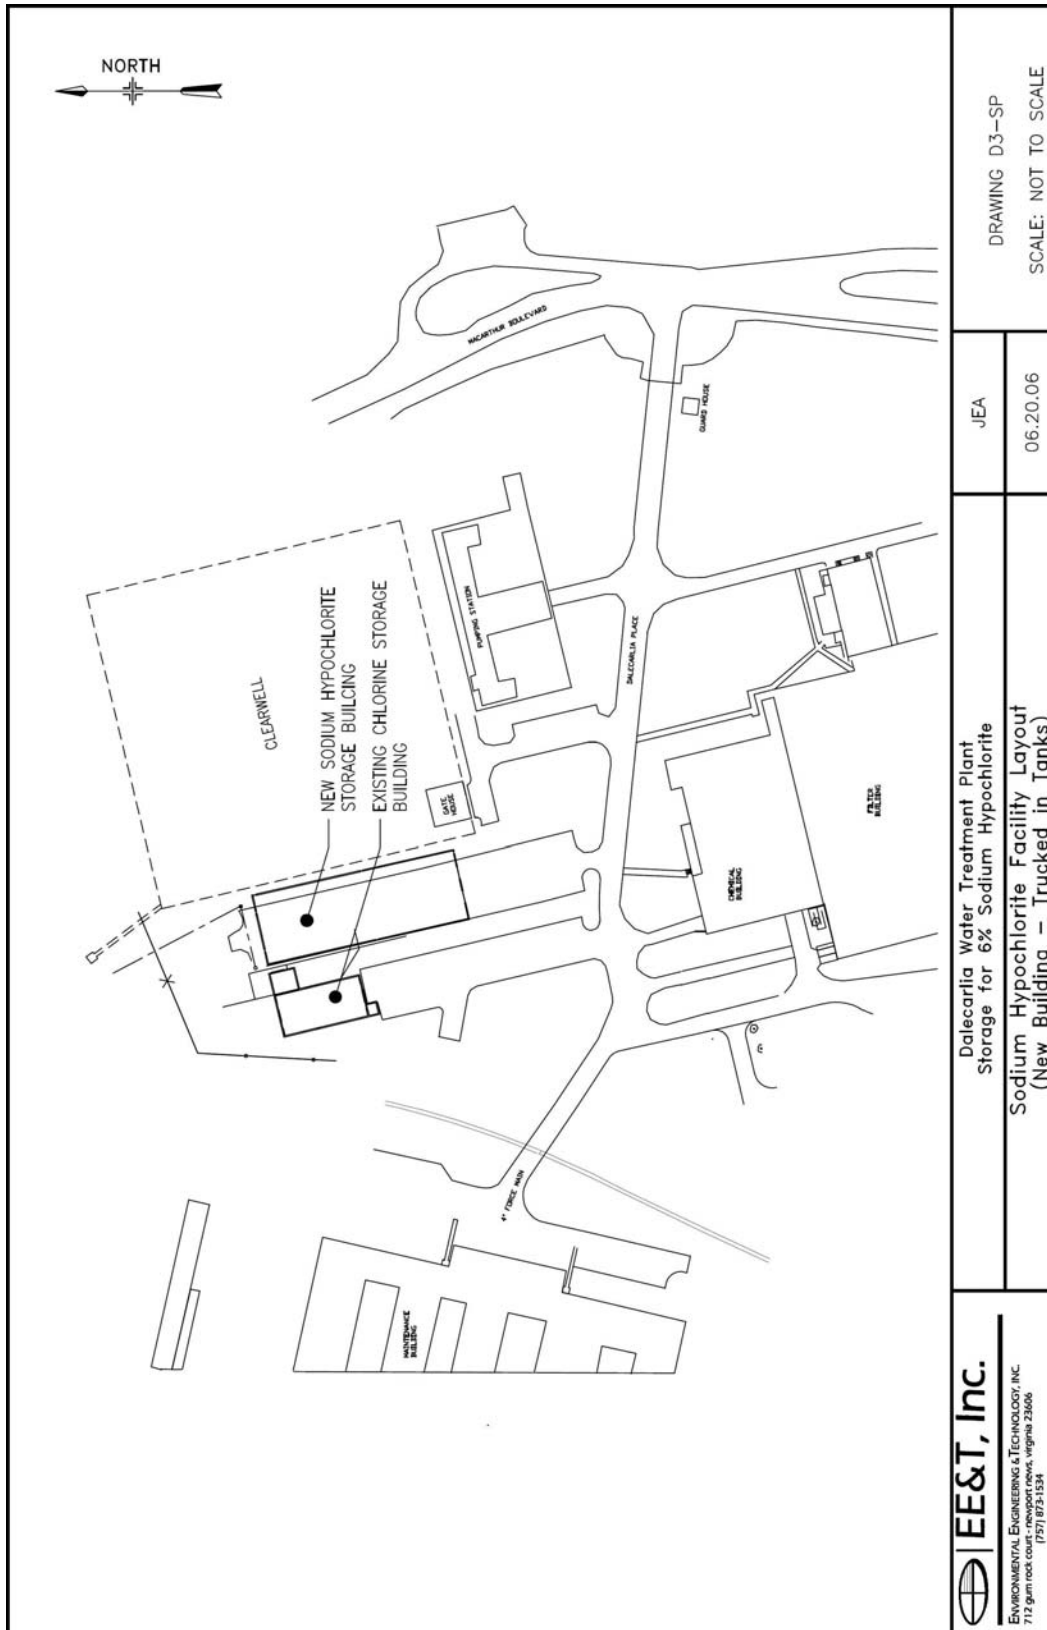 NORTH
MACARTHUR BOULEVARD
GUARD HOUSE
NEW SODIUM HYPOCHLORITE
STORAGE BUILCING
EXISTING CHLORINE STORAGE
BUILDING
CLEARWELL
PUMPING STATION
GATE
HOUSE
DALECARLIA PLACE
CHEMICAL
BUILDING
FILTER
BUILDING
4" FORCE MAIN
MAINTENANCE
BUILDING
EE&T, Inc.
ENVIRONMENTAL ENGINEERING & TECHNOLOGY, INC.
712 gum rock court - newport news, virginia 23606
(757) 873-1534
Dalecarlia Water Treatment Plant
Storage for 6% Sodium Hypochlorite
Sodium Hypochlorite Facility Layout
(New Building – Trucked in Tanks)
JEA
06.20.06
DRAWING D3-SP
SCALE: NOT TO SCALE